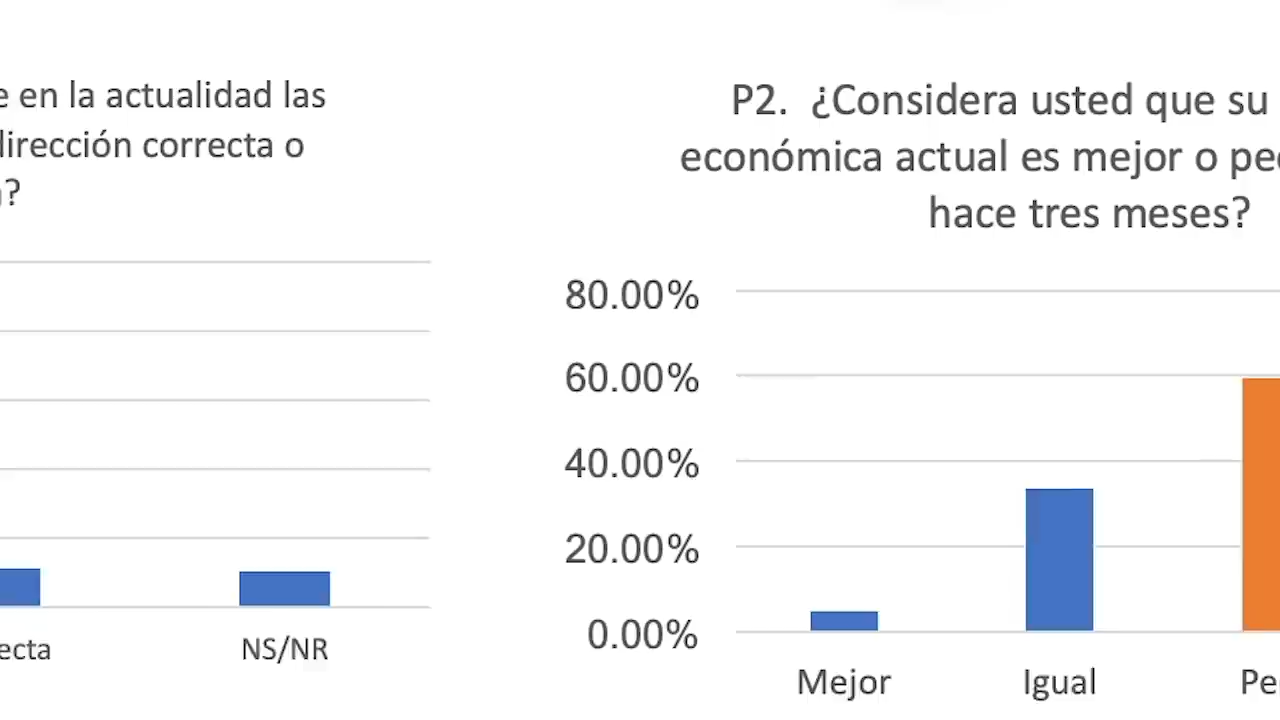 e en la actualidad las
dirección correcta o
?
ecta
NS/NR
P2. ¿Considera usted que su
económica actual es mejor o pe
hace tres meses?
80.00%
60.00%
40.00%
20.00%
0.00%
Mejor
Igual
Pe